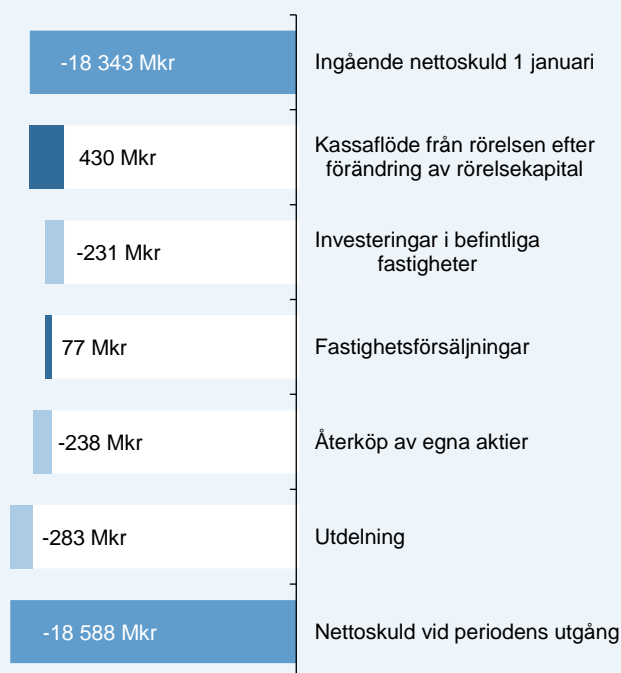 -18 343 Mkr Ingående nettoskuld 1 januari
430 Mkr Kassaflöde från rörelsen efter
förändring av rörelsekapital
-231 Mkr Investeringar i befintliga
fastigheter
77 Mkr Fastighetsförsäljningar
-238 Mkr Återköp av egna aktier
-283 Mkr Utdelning
-18 588 Mkr Nettoskuld vid periodens utgång